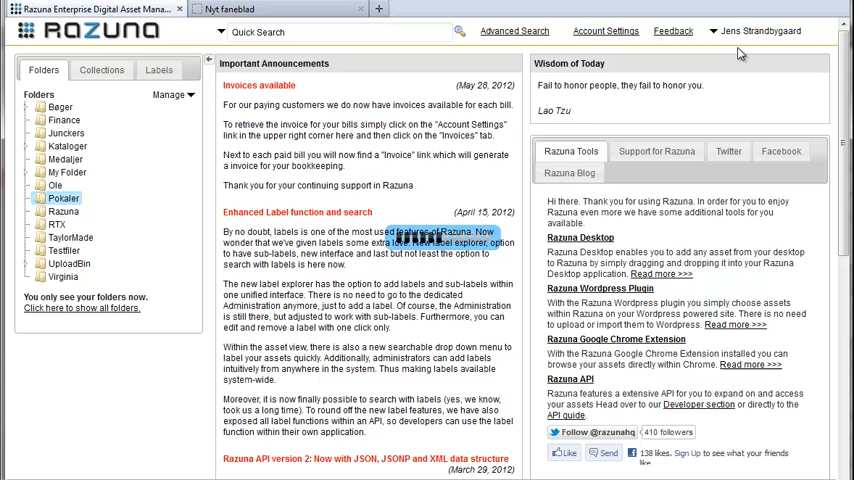 Razuna Enterprise Digital Asset Mana...
Nyt faneblad
RAZUNA
Quick Search
Advanced Search
Account Settings
Feedback
Jens Strandbygaard
Folders
Collections
Labels
Folders
Manage
Bøger
Finance
Junckers
Kataloger
Medaljer
My Folder
Ole
Pokaler
Razuna
RTX
TaylorMade
Testfiler
UploadBin
Virginia
You only see your folders now.
Click here to show all folders.
Important Announcements
Invoices available (May 28, 2012)
For our paying customers we do now have invoices available for each bill.
To retrieve the invoice for your bills simply click on the "Account Settings"
link in the upper right corner here and then click on the "Invoices" tab.
Next to each paid bill you will now find a "Invoice" link which will generate
a invoice for your bookkeeping.
Thank you for your continuing support in Razuna
Enhanced Label function and search (April 15, 2012)
By no doubt, labels is one of the most used features of Razuna. Now
wonder that we've given labels some extra love. New label explorer, option
to have sub-labels, new interface and last but not least the option to
search with labels is here now.
The new label explorer has the option to add labels and sub-labels within
one unified interface. There is no need to go to the dedicated
Administration anymore, just to add a label. Of course, the Administration
is still there, but adjusted to work with sub-labels. Furthermore, you can
edit and remove a label with one click only.
Within the asset view, there is also a new searchable drop down menu to
label your assets quickly. Additionally, administrators can add labels
intuitively from anywhere in the system. Thus making labels available
system-wide.
Moreover, it is now finally possible to search with labels (yes, we know,
took us a long time). To round off the new label features, we have also
exposed all label functions within an API, so developers can use the label
function within their own application.
Razuna API version 2: Now with JSON, JSONP and XML data structure
(March 29, 2012)
Wisdom of Today
Fail to honor people, they fail to honor you.
Lao Tzu
Razuna Tools
Support for Razuna
Twitter
Facebook
Razuna Blog
Hi there. Thank you for using Razuna. In order for you to enjoy
Razuna even more we have some additional tools for you
available.
Razuna Desktop
Razuna Desktop enables you to add any asset from your desktop
to Razuna by simply dragging and dropping it into your Razuna
Desktop application. Read more >>>
Razuna Wordpress Plugin
With the Razuna Wordpress plugin you simply choose assets
within Razuna on your Wordpress powered site. There is no need
to upload or import them to Wordpress. Read more >>>
Razuna Google Chrome Extension
With the Razuna Google Chrome Extension installed you can
browse your assets directly within Chrome. Read more >>>
Razuna API
Razuna features a extensive API for you to expand on and access
your assets Head over to our Developer section or directly to the
API guide.
Follow @razunahq
410 followers
Like
Send
138 likes. Sign Up to see what your friends
like.